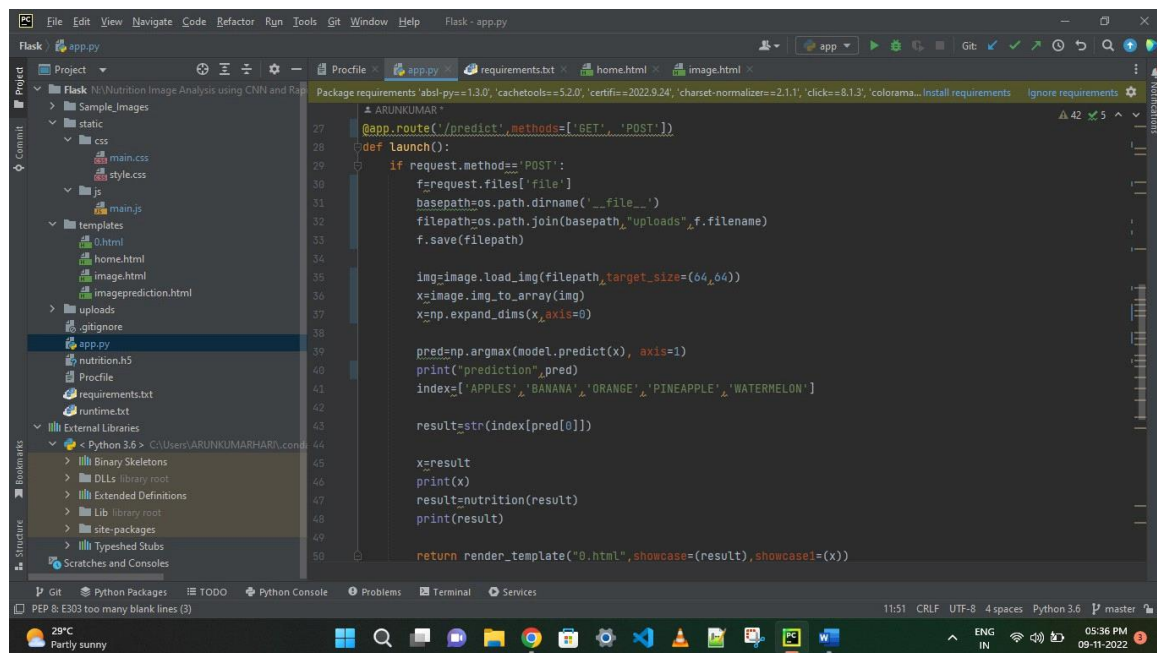 PC File Edit View Navigate Code Refactor Run Tools Git Window Help Flask - app.py
Flask app.py app Git:
Project Procfile app.py requirements.txt home.html image.html
Project
Commit
Bookmarks
Structure
Notifications
Flask N:\Nutrition Image Analysis using CNN and Rap
Sample_Images
static
css
main.css
style.css
js
main.js
templates
0.html
home.html
image.html
imageprediction.html
uploads
.gitignore
app.py
nutrition.h5
Procfile
requirements.txt
runtime.txt
External Libraries
< Python 3.6 > C:\Users\ARUNKUMARHARI\.conda
Binary Skeletons
DLLs library root
Extended Definitions
Lib library root
site-packages
Typeshed Stubs
Scratches and Consoles
Package requirements 'absl-py==1.3.0', 'cachetools==5.2.0', 'certifi==2022.9.24', 'charset-normalizer==2.1.1', 'click==8.1.3', 'colorama... Install requirements Ignore requirements
ARUNKUMAR *
42 5
27 @app.route('/predict',methods=['GET', 'POST'])
28 def launch():
29 if request.method=='POST':
30 f=request.files['file']
31 basepath=os.path.dirname('__file__')
32 filepath=os.path.join(basepath,"uploads",f.filename)
33 f.save(filepath)
34
35 img=image.load_img(filepath,target_size=(64,64))
36 x=image.img_to_array(img)
37 x=np.expand_dims(x,axis=0)
38
39 pred=np.argmax(model.predict(x), axis=1)
40 print("prediction",pred)
41 index=['APPLES','BANANA','ORANGE','PINEAPPLE','WATERMELON']
42
43 result=str(index[pred[0]])
44
45 x=result
46 print(x)
47 result=nutrition(result)
48 print(result)
49
50 return render_template("0.html",showcase=(result),showcase1=(x))
Git Python Packages TODO Python Console Problems Terminal Services
PEP 8: E303 too many blank lines (3) 11:51 CRLF UTF-8 4 spaces Python 3.6 master
29°C
Partly sunny
W
ENG
IN
05:36 PM
09-11-2022
3